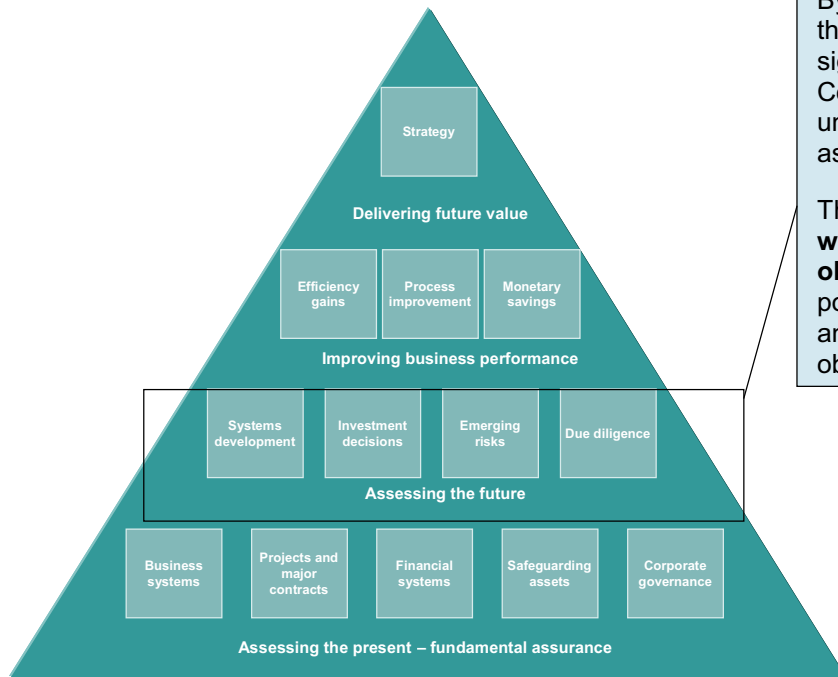 By
Strategy
Delivering future value
Efficiency
gains
Process
improvement
Monetary
savings
Improving business performance
Systems
development
Investment
decisions
Emerging
risks
Due diligence
Assessing the future
Business
systems
Projects and
major
contracts
Financial
systems
Safeguarding
assets
Corporate
governance
Assessing the present – fundamental assurance